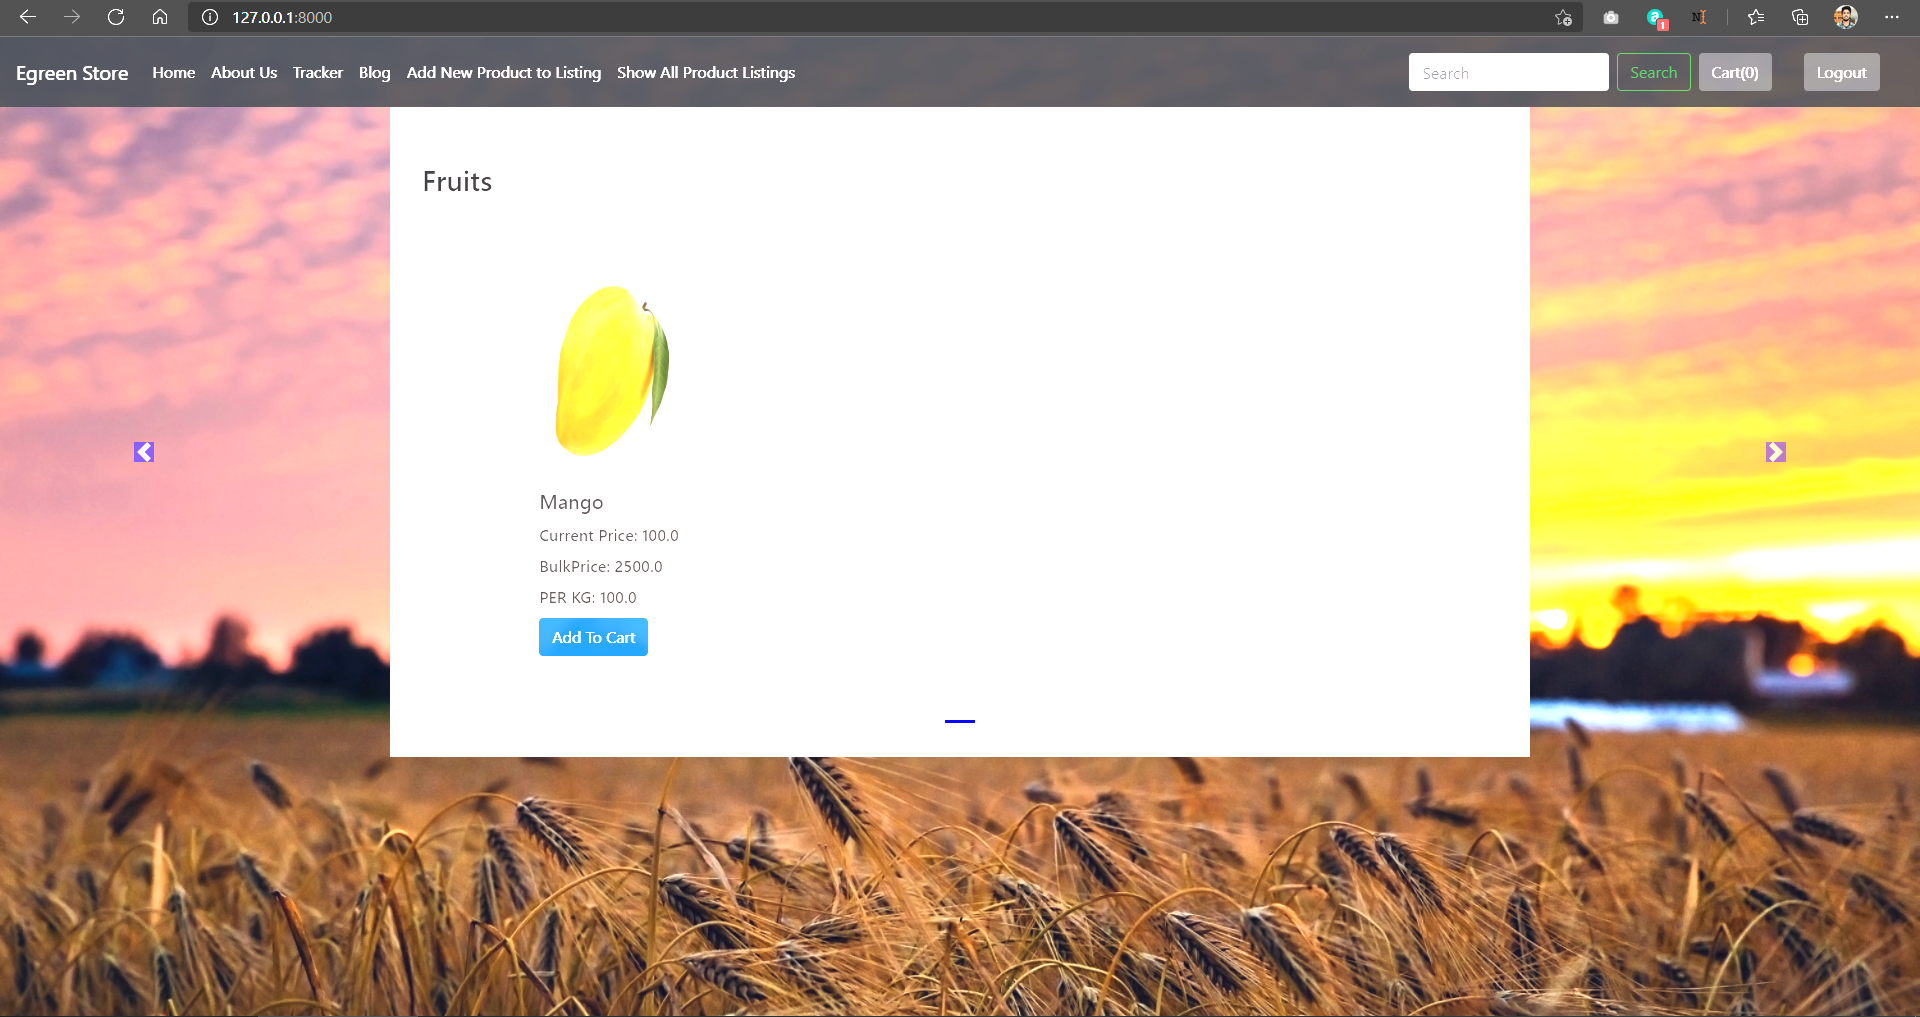 127.0.0.1:8000
1
Egreen Store Home About Us Tracker Blog Add New Product to Listing Show All Product Listings Search Search Cart(0) Logout
Fruits
Mango
Current Price: 100.0
BulkPrice: 2500.0
PER KG: 100.0
Add To Cart